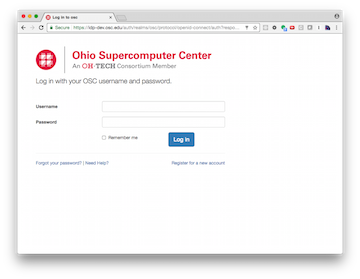 Log in to osc
Secure
https://idp-dev.osc.edu/auth/realms/osc/protocol/openid-connect/auth?respo...
Ohio Supercomputer Center
An OH·TECH Consortium Member
Log in with your OSC username and password.
Username
Password
Remember me
Log in
Forgot your password? | Need Help?
Register for a new account